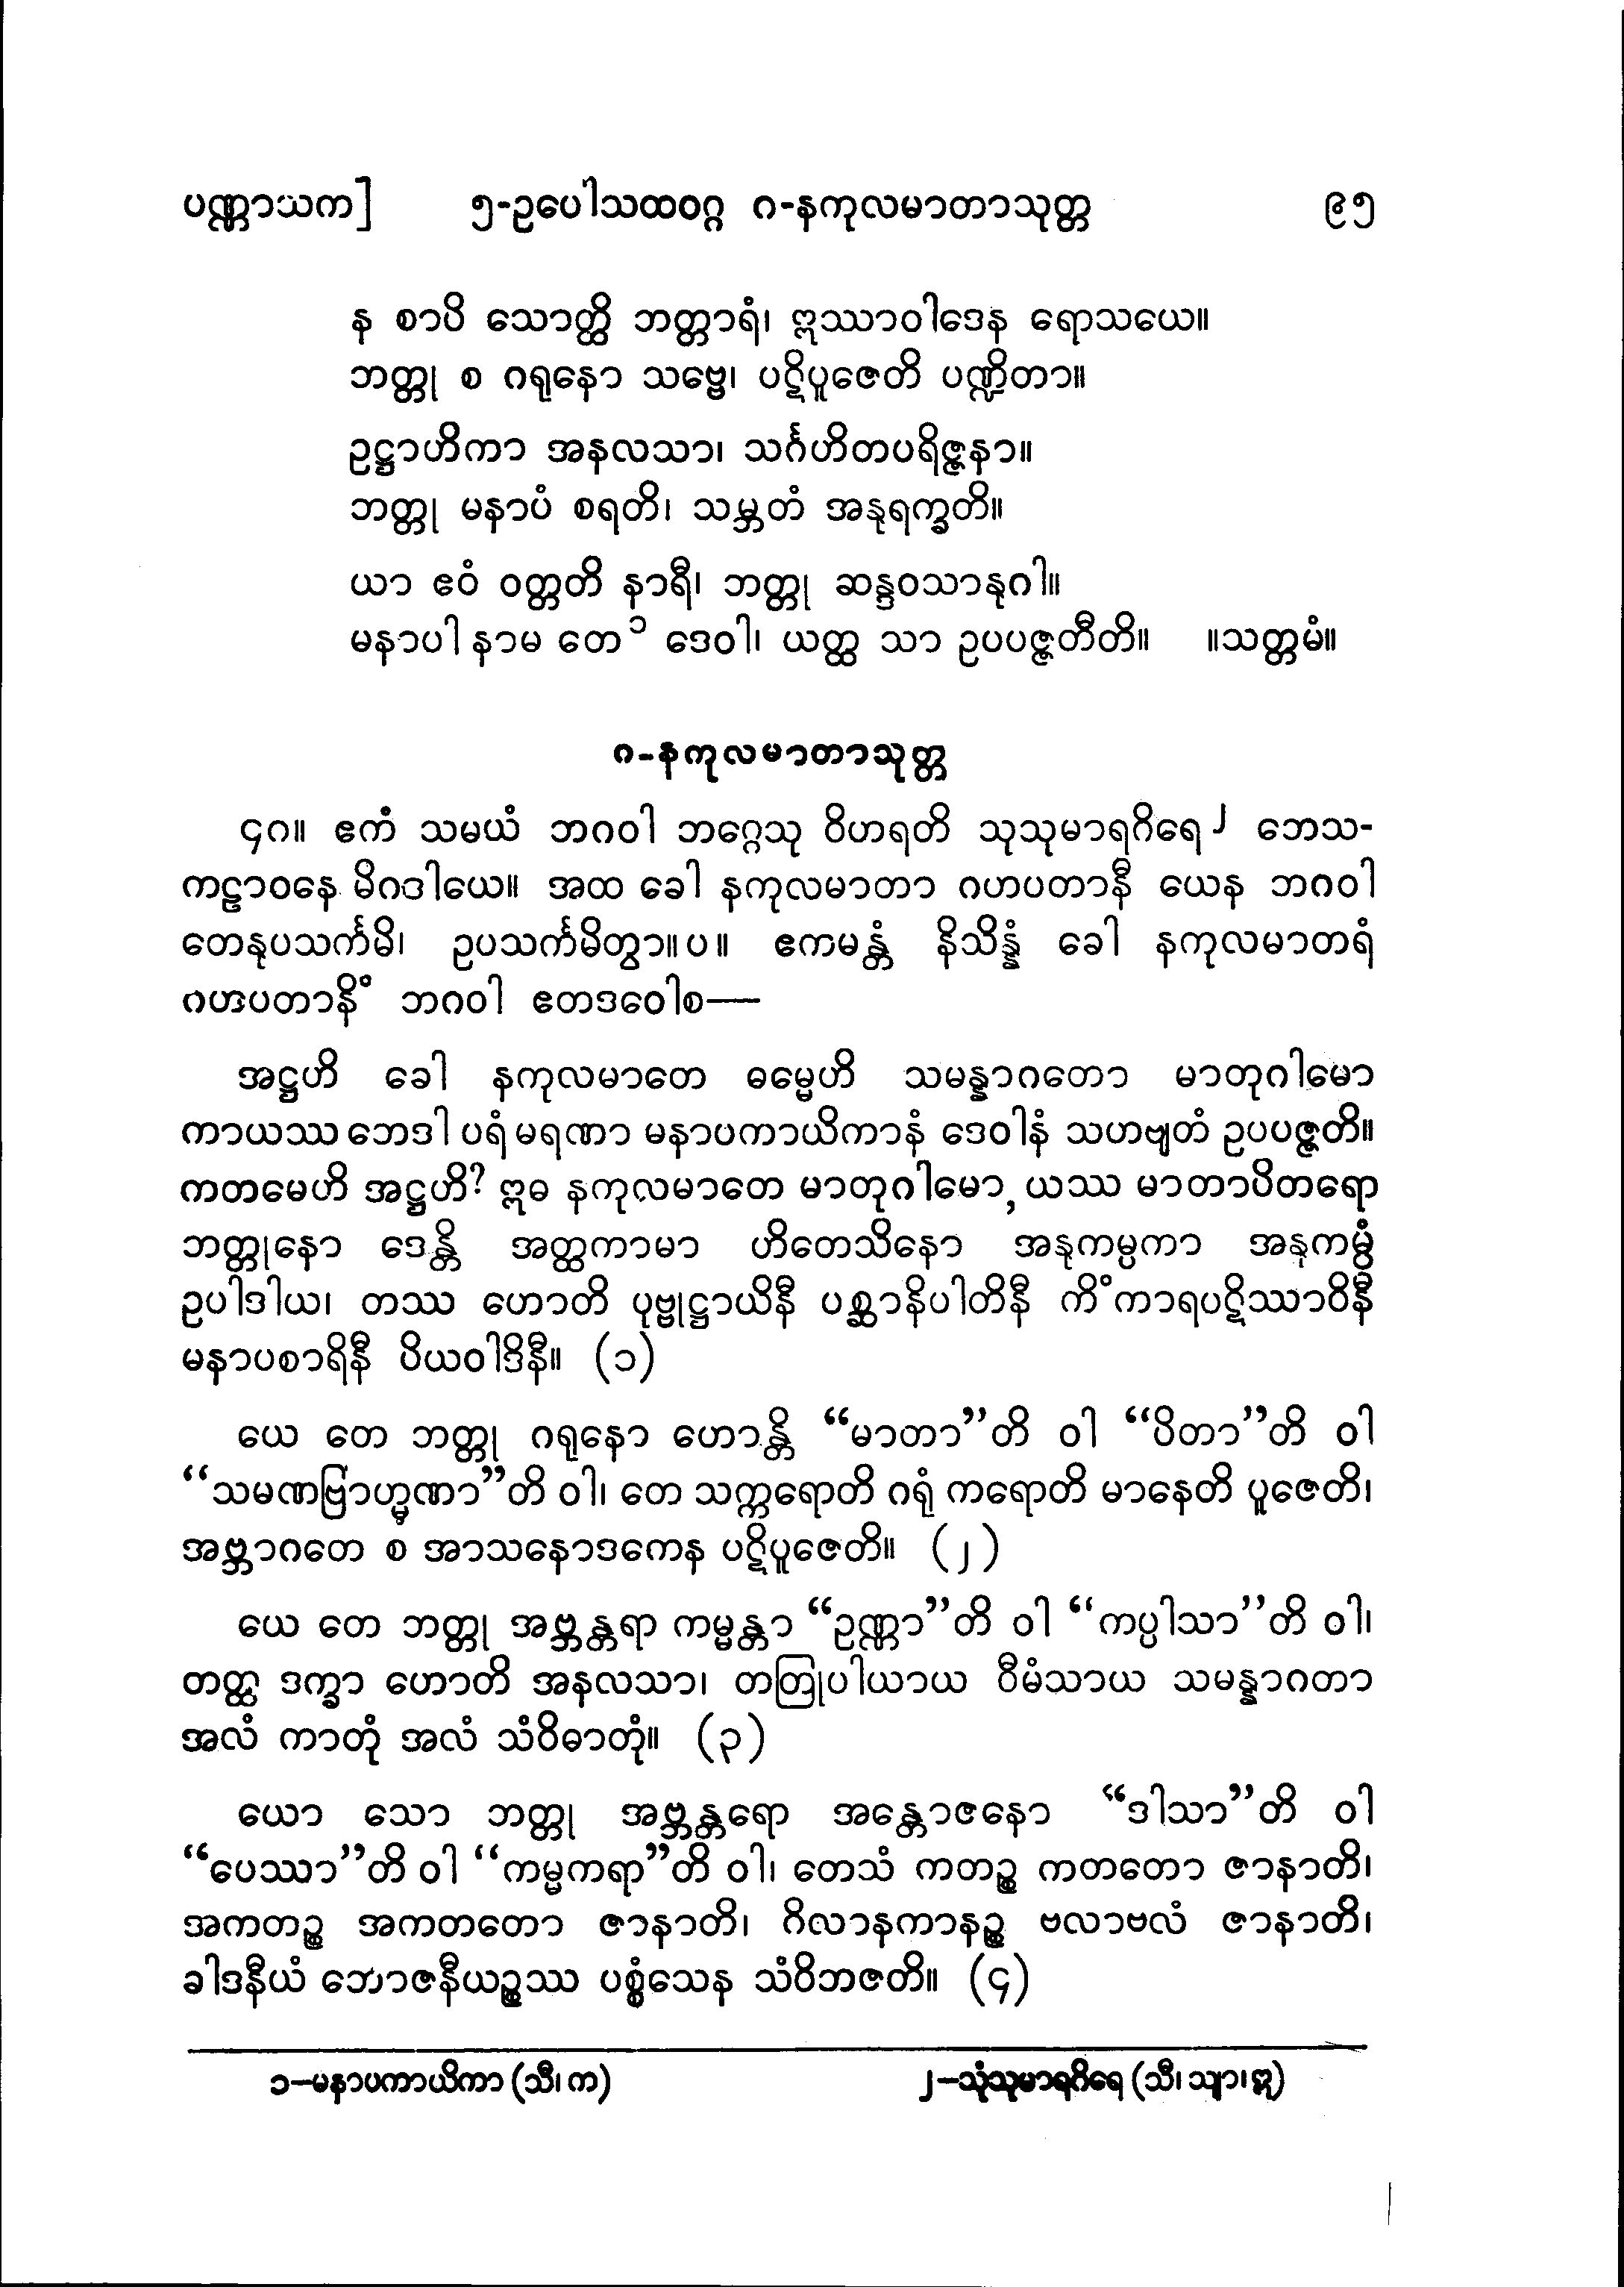 ပဏ္ဏာသက] ၅-ဥပေါသထဝဂ္ဂ ဂ-နကုလမာတာသုတ္တ ၉၅
န စာပိ သောတ္ထိ ဘတ္တာရံ၊ ဣဿာဝါဒေန ရောသယေ။
ဘတ္တု စ ဂရုနော သဗ္ဗေ၊ ပဋိပူဇေတိ ပဏ္ဍိတာ။
ဥဋ္ဌာဟိကာ အနလသာ၊ သင်္ဂဟိတပရိဇ္ဇနာ။
ဘတ္တု မနာပံ စရတိ၊ သမ္ဘတံ အနုရက္ခတိ။
ယာ ဧဝံ ဝတ္တတိ နာရီ၊ ဘတ္တု ဆန္ဒဝသာနုဂါ။
မနာပါ နာမ တေ ၁ ဒေဝါ၊ ယတ္ထ သာ ဥပပဇ္ဇတီတိ။ ။သတ္တမံ။
ဂ-နကုလမာတာသုတ္တ
၄ဂ။ ဧကံ သမယံ ဘဂဝါ ဘဂ္ဂေသု ဝိဟရတိ သုသုမာရဂိရေ ၂ ဘေသ-
ကဠာဝနေ မိဂဒါယေ။ အထ ခေါ နကုလမာတာ ဂဟပတာနီ ယေန ဘဂဝါ
တေနုပသင်္ကမိ၊ ဥပသင်္ကမိတွာ။ပ။ ဧကမန္တံ နိသိန္နံ ခေါ နကုလမာတရံ
ဂဟပတာနိံ ဘဂဝါ ဧတဒဝေါစ—
အဋ္ဌဟိ ခေါ နကုလမာတေ ဓမ္မေဟိ သမန္နာဂတော မာတုဂါမော
ကာယဿ ဘေဒါ ပရံ မရဏာ မနာပကာယိကာနံ ဒေဝါနံ သဟဗျတံ ဥပပဇ္ဇတိ။
ကတမေဟိ အဋ္ဌဟိ? ဣဓ နကုလမာတေ မာတုဂါမော, ယဿ မာတာပိတရော
ဘတ္တုနော ဒေန္တိ အတ္ထကာမာ ဟိတေသိနော အနုကမ္ပကာ အနုကမ္ပံ
ဥပါဒါယ၊ တဿ ဟောတိ ပုဗ္ဗုဋ္ဌာယိနီ ပစ္ဆာနိပါတိနီ ကိံကာရပဋိဿာဝိနီ
မနာပစာရိနီ ပိယဝါဒိနီ။ (၁)
ယေ တေ ဘတ္တု ဂရုနော ဟောန္တိ “မာတာ”တိ ဝါ “ပိတာ”တိ ဝါ
“သမဏဗြာဟ္မဏာ”တိ ဝါ၊ တေ သက္ကရောတိ ဂရုံ ကရောတိ မာနေတိ ပူဇေတိ၊
အဗ္ဘာဂတေ စ အာသနောဒကေန ပဋိပူဇေတိ။ (၂)
ယေ တေ ဘတ္တု အဗ္ဘန္တရာ ကမ္မန္တာ “ဥဏ္ဏာ”တိ ဝါ “ကပ္ပါသာ”တိ ဝါ၊
တတ္ထ ဒက္ခာ ဟောတိ အနလသာ၊ တတြုပါယာယ ဝီမံသာယ သမန္နာဂတာ
အလံ ကာတုံ အလံ သံဝိဓာတုံ။ (၃)
ယော သော ဘတ္တု အဗ္ဘန္တရော အန္တောဇနော “ဒါသာ”တိ ဝါ
“ပေဿာ”တိ ဝါ “ကမ္မကရာ”တိ ဝါ၊ တေသံ ကတဉ္စ ကတတော ဇာနာတိ၊
အကတဉ္စ အကတတော ဇာနာတိ၊ ဂိလာနကာနဉ္စ ဗလာဗလံ ဇာနာတိ၊
ခါဒနီယံ ဘောဇနီယဉ္စဿ ပစ္စံသေန သံဝိဘဇတိ။ (၄)
၁—မနာပကာယိကာ (သီ၊ က) ၂—သုံသုမာရဂိရေ (သီ၊ သျာ၊ ဣ)